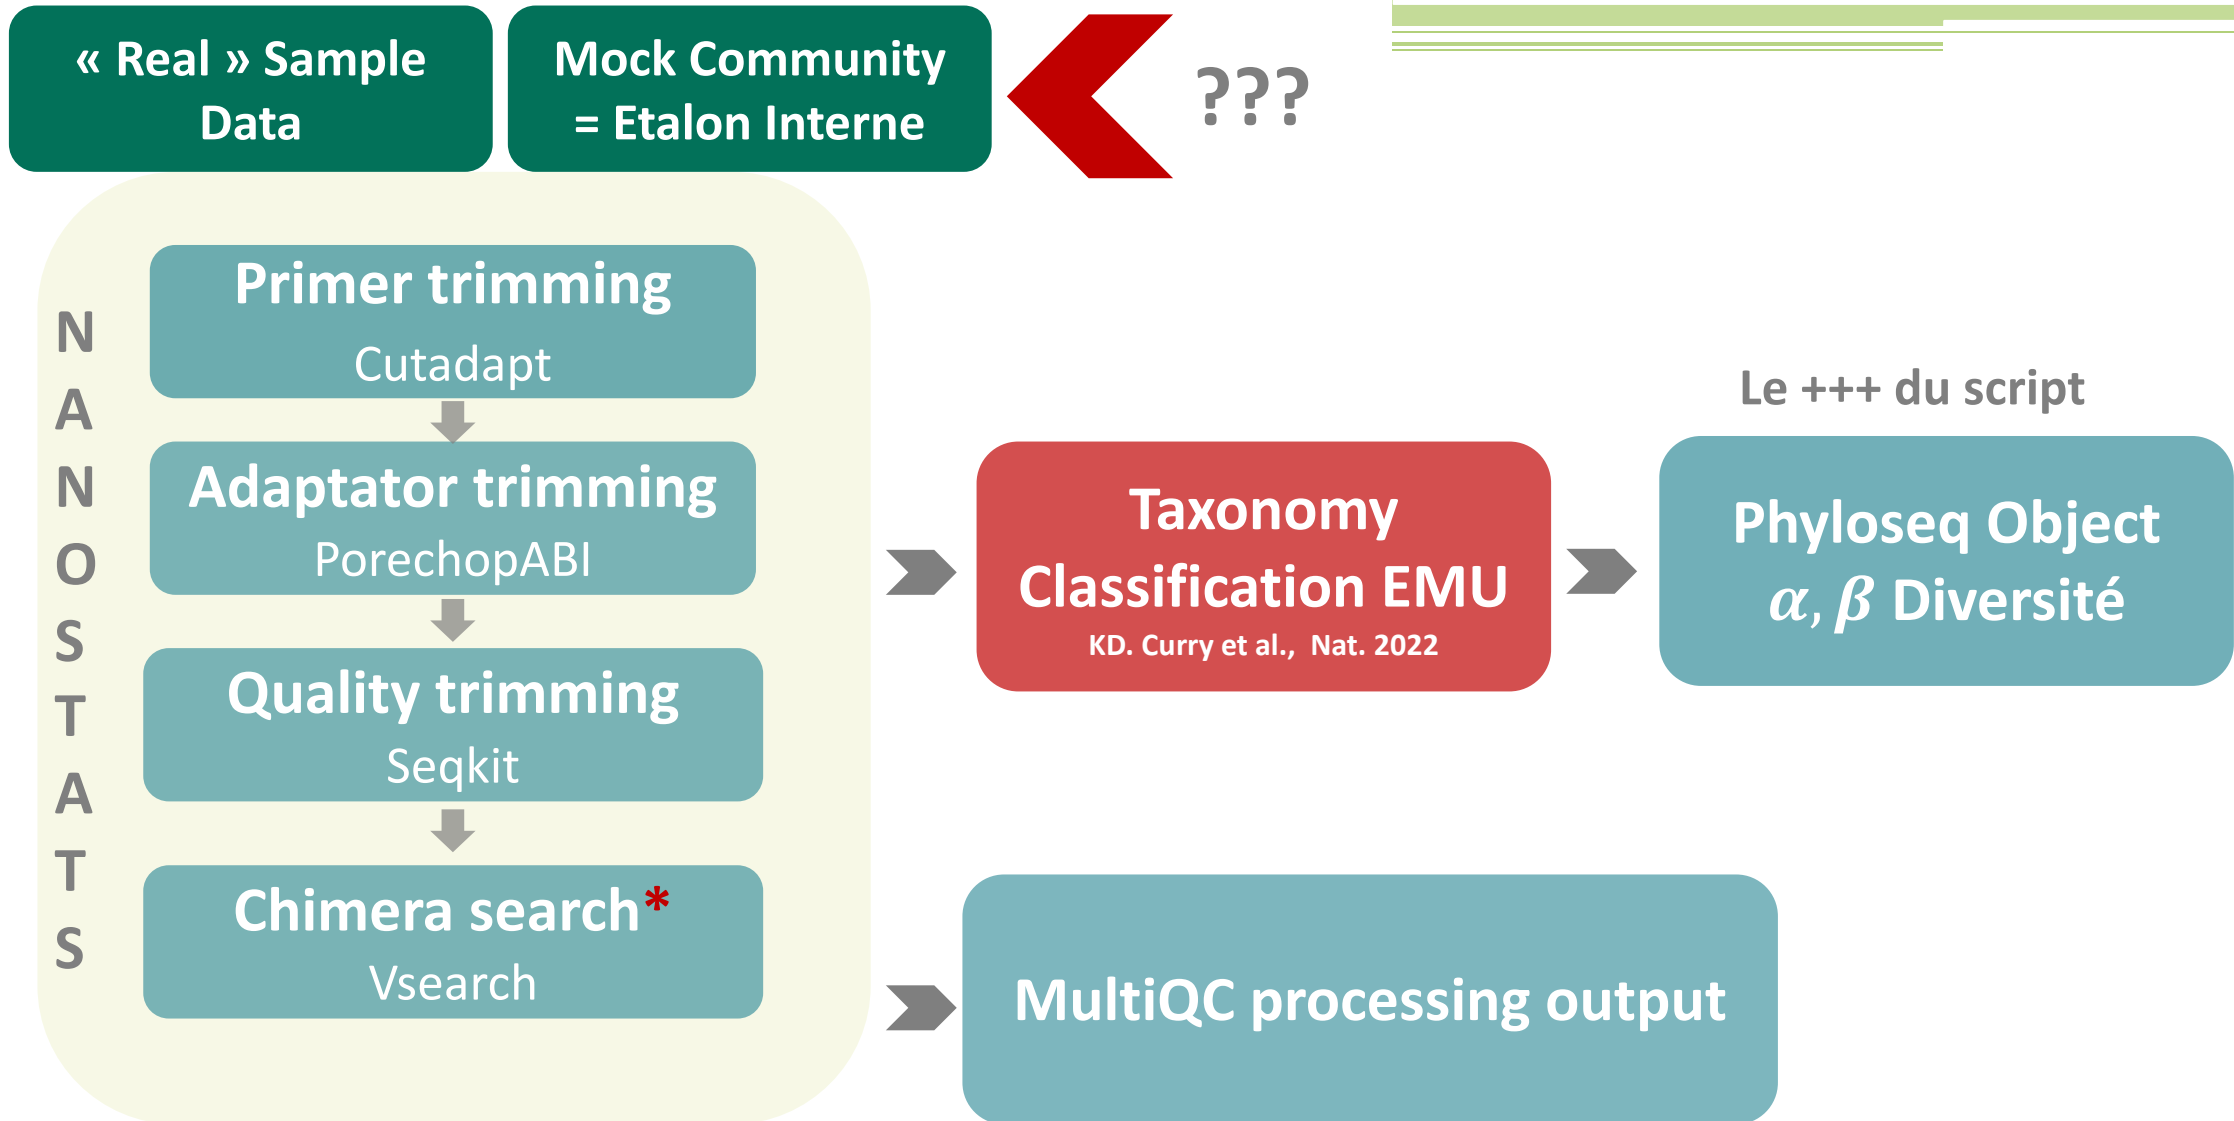 « Real » Sample
Data
Mock Community
= Etalon Interne
???
NANOSTATS
Primer trimming
Cutadapt
Adaptator trimming
PorechopABI
Quality trimming
Seqkit
Chimera search*
Vsearch
Taxonomy
Classification EMU
KD. Curry et al., Nat. 2022
Le +++ du script
Phyloseq Object
α, β Diversité
MultiQC processing output